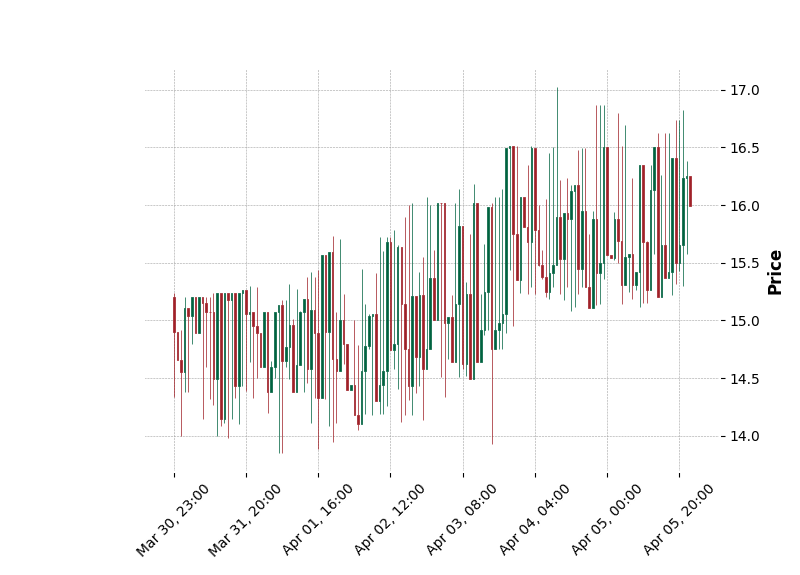 17.0
16.5
16.0
15.5
15.0
14.5
14.0
Price
Mar 30, 23:00
Mar 31, 20:00
Apr 01, 16:00
Apr 02, 12:00
Apr 03, 08:00
Apr 04, 04:00
Apr 05, 00:00
Apr 05, 20:00